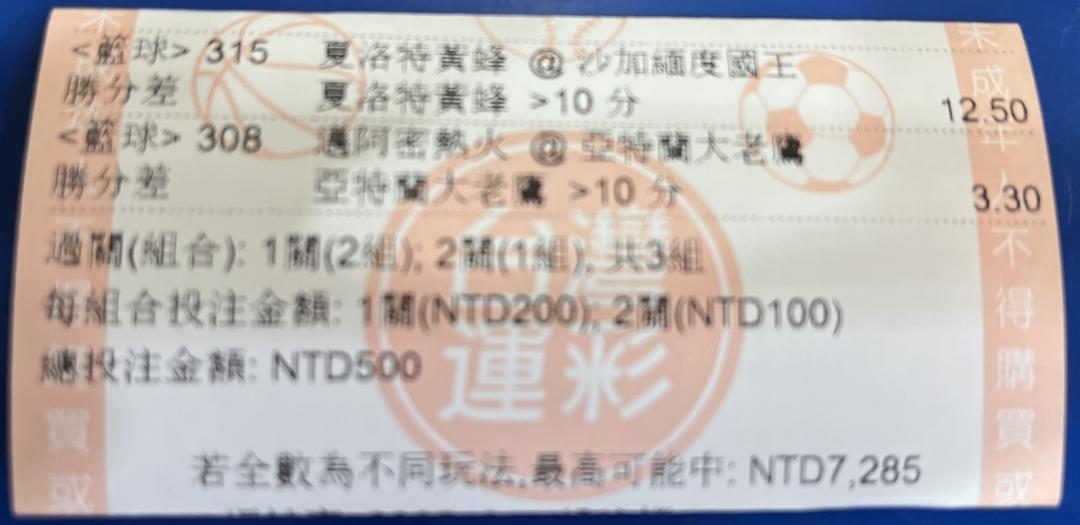 <籃球> 315 夏洛特黃蜂 @ 沙加緬度國王
勝分差 夏洛特黃蜂 >10 分 12.50
<籃球> 308 邁阿密熱火 @ 亞特蘭大老鷹
勝分差 亞特蘭大老鷹 >10 分 3.30
過關(組合): 1關(2組); 2關(1組); 共3組
每組合投注金額: 1關(NTD200); 2關(NTD100)
總投注金額: NTD500
若全數為不同玩法,最高可能中: NTD7,285
台灣
運彩
未成年人不得購買或
買或